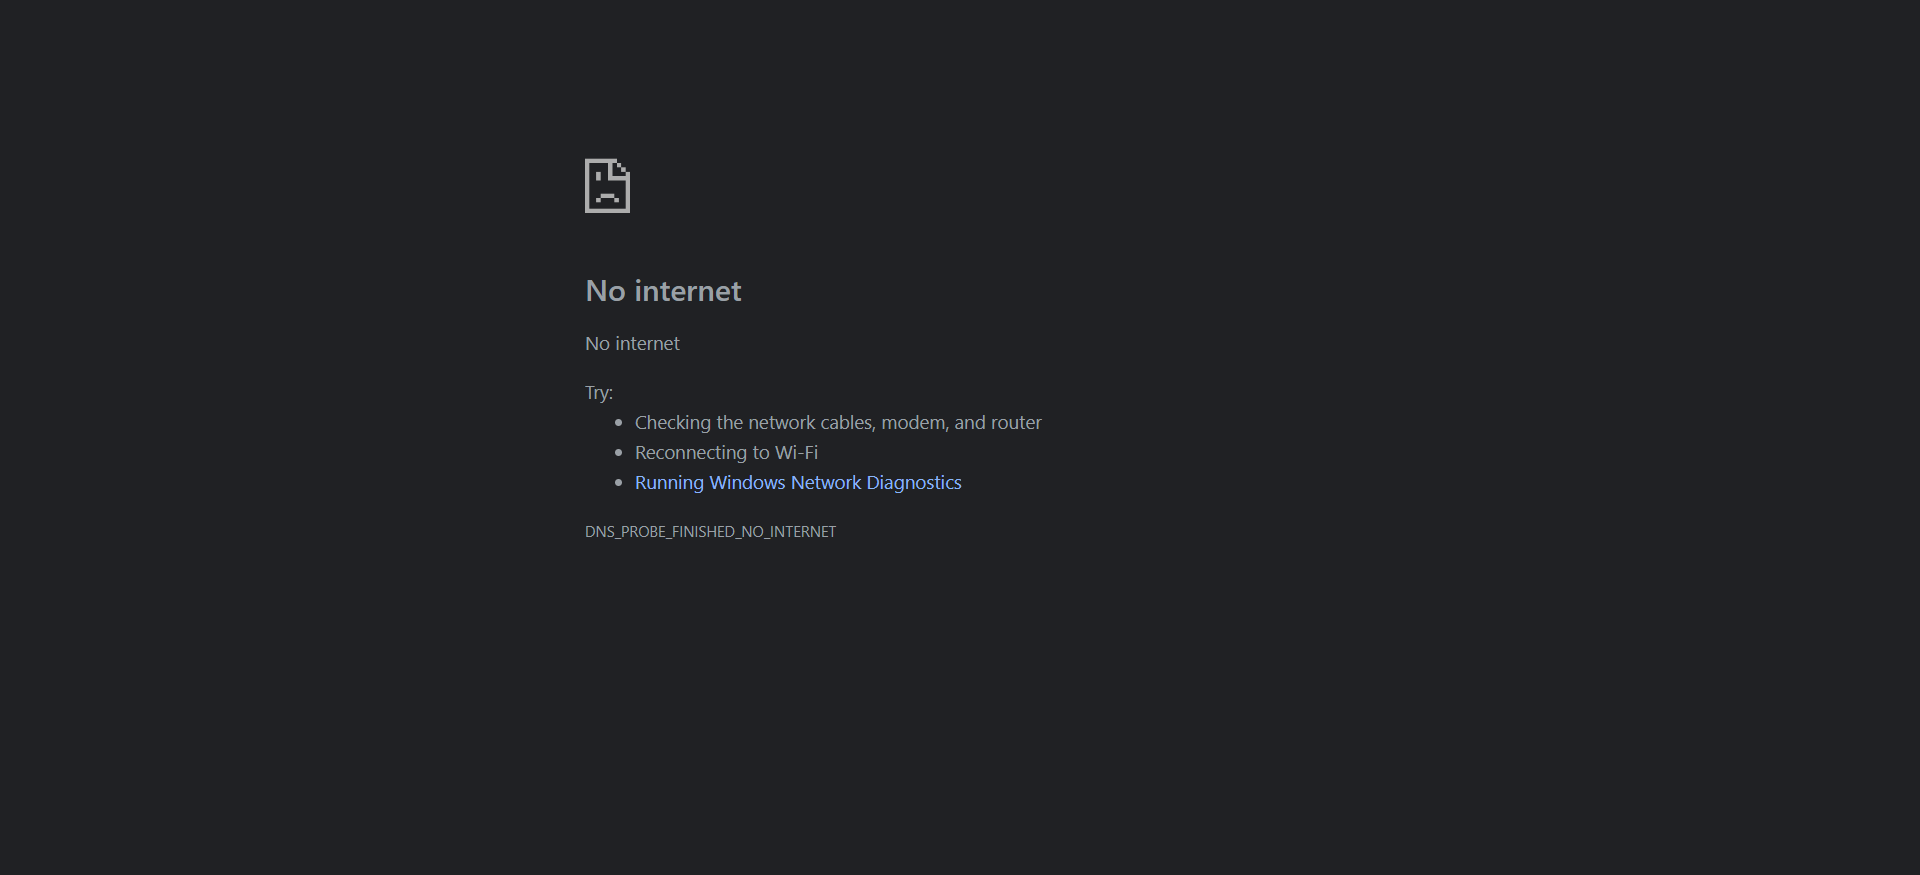 No internet
No internet
Try:
Checking the network cables, modem, and router
Reconnecting to Wi-Fi
Running Windows Network Diagnostics
DNS_PROBE_FINISHED_NO_INTERNET